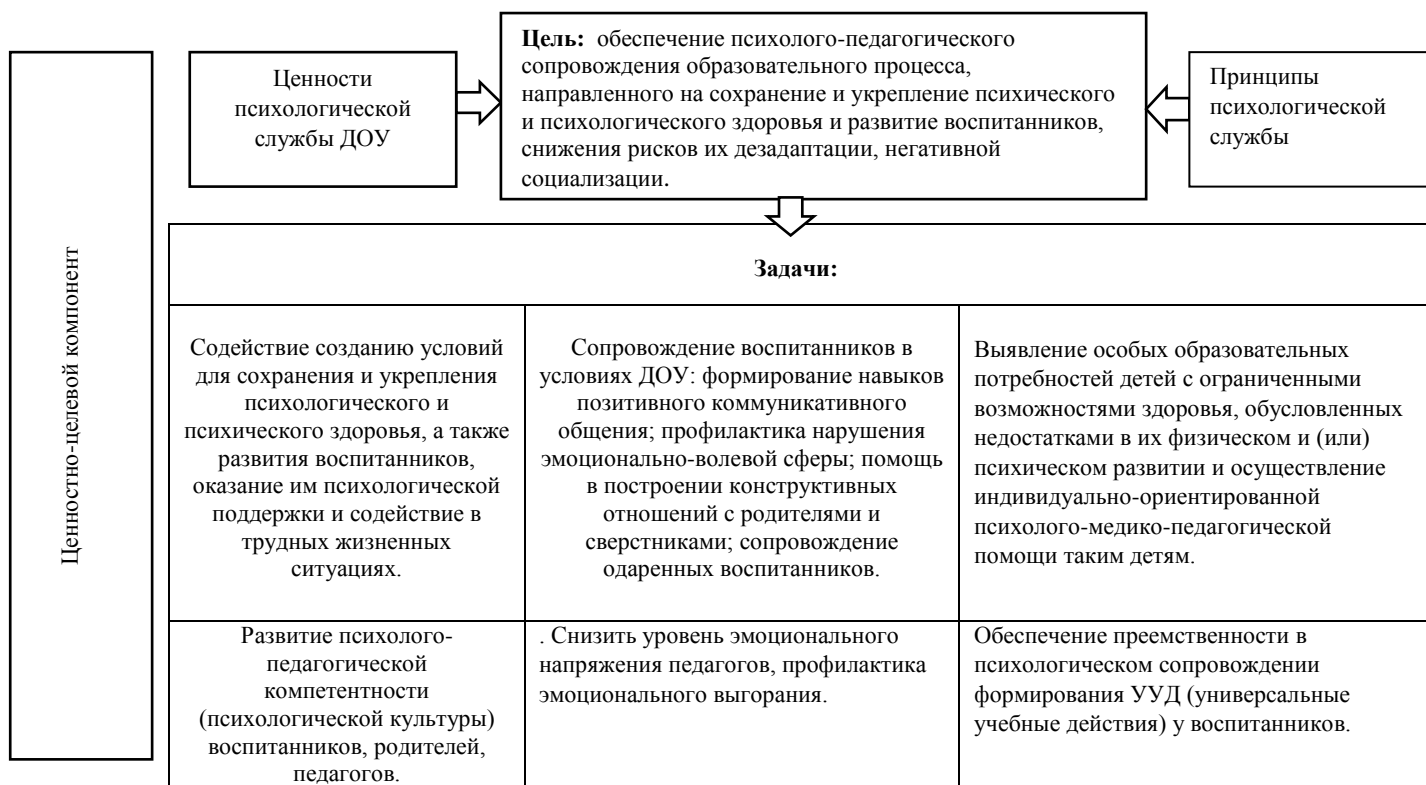 Ценностно-целевой компонент
Ценности
психологической
службы ДОУ
Цель: обеспечение психолого-педагогического
сопровождения образовательного процесса,
направленного на сохранение и укрепление психического
и психологического здоровья и развитие воспитанников,
снижения рисков их дезадаптации, негативной
социализации.
Принципы
психологической
службы
Задачи:
Содействие созданию условий
для сохранения и укрепления
психологического и
психического здоровья, а также
развития воспитанников,
оказание им психологической
поддержки и содействие в
трудных жизненных
ситуациях.
Сопровождение воспитанников в
условиях ДОУ: формирование навыков
позитивного коммуникативного
общения; профилактика нарушения
эмоционально-волевой сферы; помощь
в построении конструктивных
отношений с родителями и
сверстниками; сопровождение
одаренных воспитанников.
Выявление особых образовательных
потребностей детей с ограниченными
возможностями здоровья, обусловленных
недостатками в их физическом и (или)
психическом развитии и осуществление
индивидуально-ориентированной
психолого-медико-педагогической
помощи таким детям.
Развитие психолого-
педагогической
компетентности
(психологической культуры)
воспитанников, родителей,
педагогов.
. Снизить уровень эмоционального
напряжения педагогов, профилактика
эмоционального выгорания.
Обеспечение преемственности в
психологическом сопровождении
формирования УУД (универсальные
учебные действия) у воспитанников.